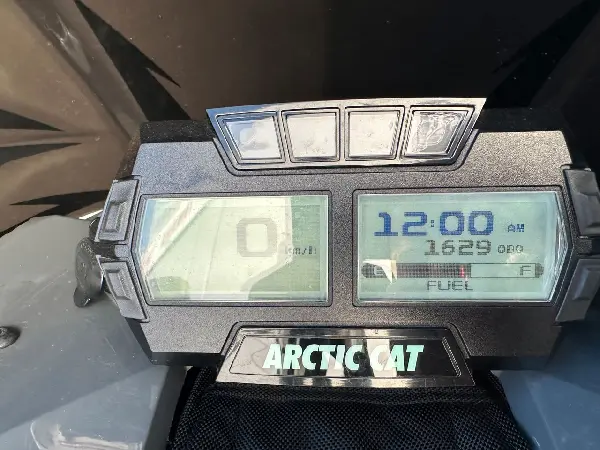 0
km/h
12:00 AM
1629 ODO
E F
FUEL
ARCTIC CAT